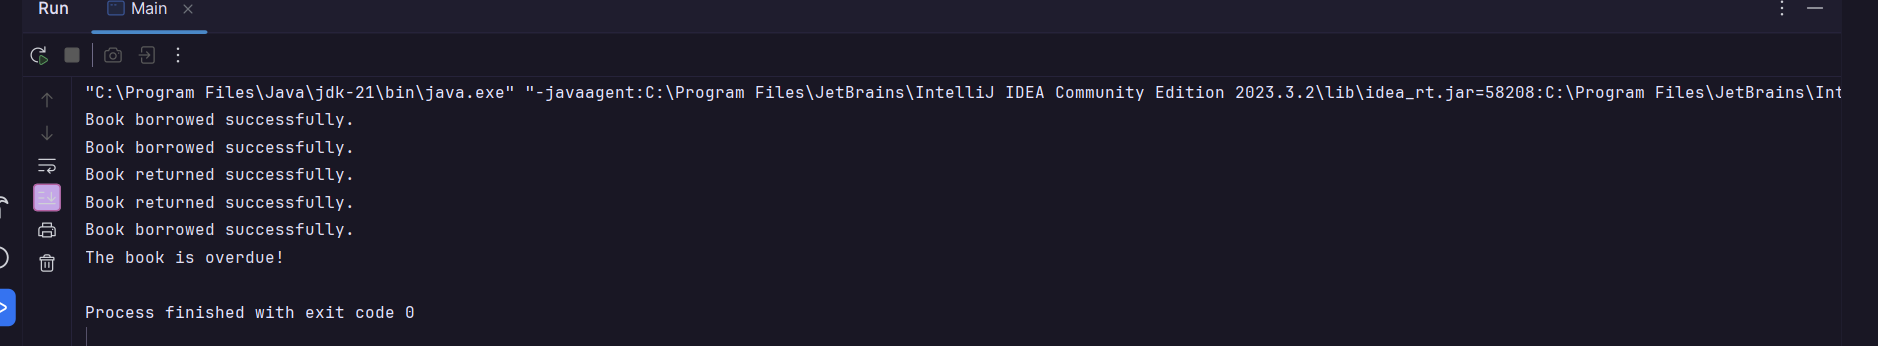 Run Main
"C:\Program Files\Java\jdk-21\bin\java.exe" "-javaagent:C:\Program Files\JetBrains\IntelliJ IDEA Community Edition 2023.3.2\lib\idea_rt.jar=58208:C:\Program Files\JetBrains\Int
Book borrowed successfully.
Book borrowed successfully.
Book returned successfully.
Book returned successfully.
Book borrowed successfully.
The book is overdue!
Process finished with exit code 0